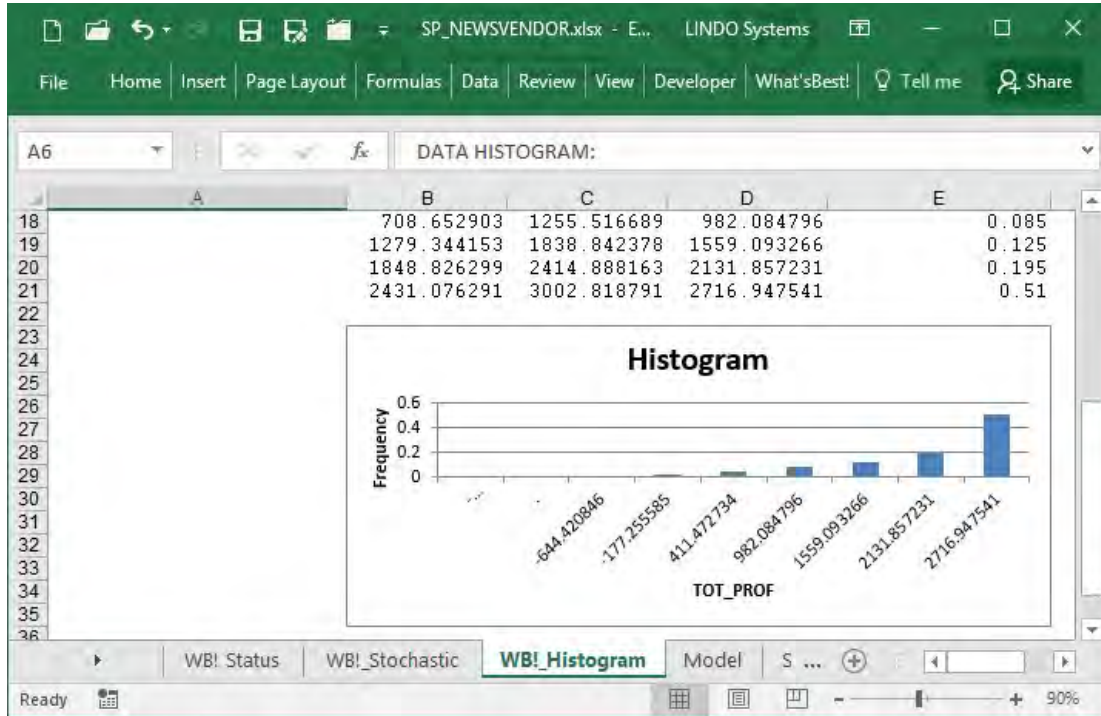 SP_NEWSVENDOR.xlsx - E... LINDO Systems
File Home Insert Page Layout Formulas Data Review View Developer What'sBest! Tell me Share
A6 fx DATA HISTOGRAM:
A B C D E
18 708.652903 1255.516689 982.084796 0.085
19 1279.344153 1838.842378 1559.093266 0.125
20 1848.826299 2414.888163 2131.857231 0.195
21 2431.076291 3002.818791 2716.947541 0.51
22
23
24
25
26
27
28
29
30
31
32
33
34
35
36
Histogram
Frequency
0.6
0.4
0.2
0
-644.420846 -177.255585 411.472734 982.084796 1559.093266 2131.857231 2716.947541
TOT_PROF
WB! Status WB!_Stochastic WB!_Histogram Model S ...
Ready 90%